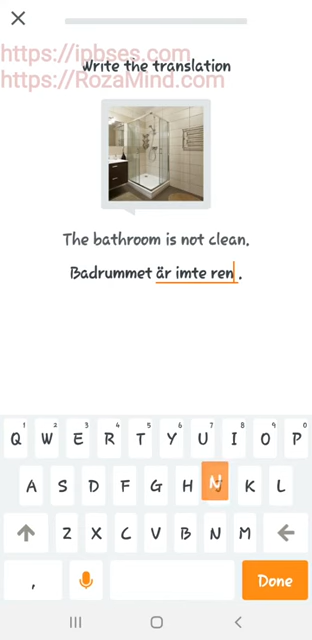 https://ipbses.com
Write the translation
https://RozaMind.com
The bathroom is not clean.
Badrummet är imte ren .
1 2 3 4 5 6 7 8 9 0
Q W E R T Y U I O P
A S D F G H N K L
Z X C V B N M
, Done